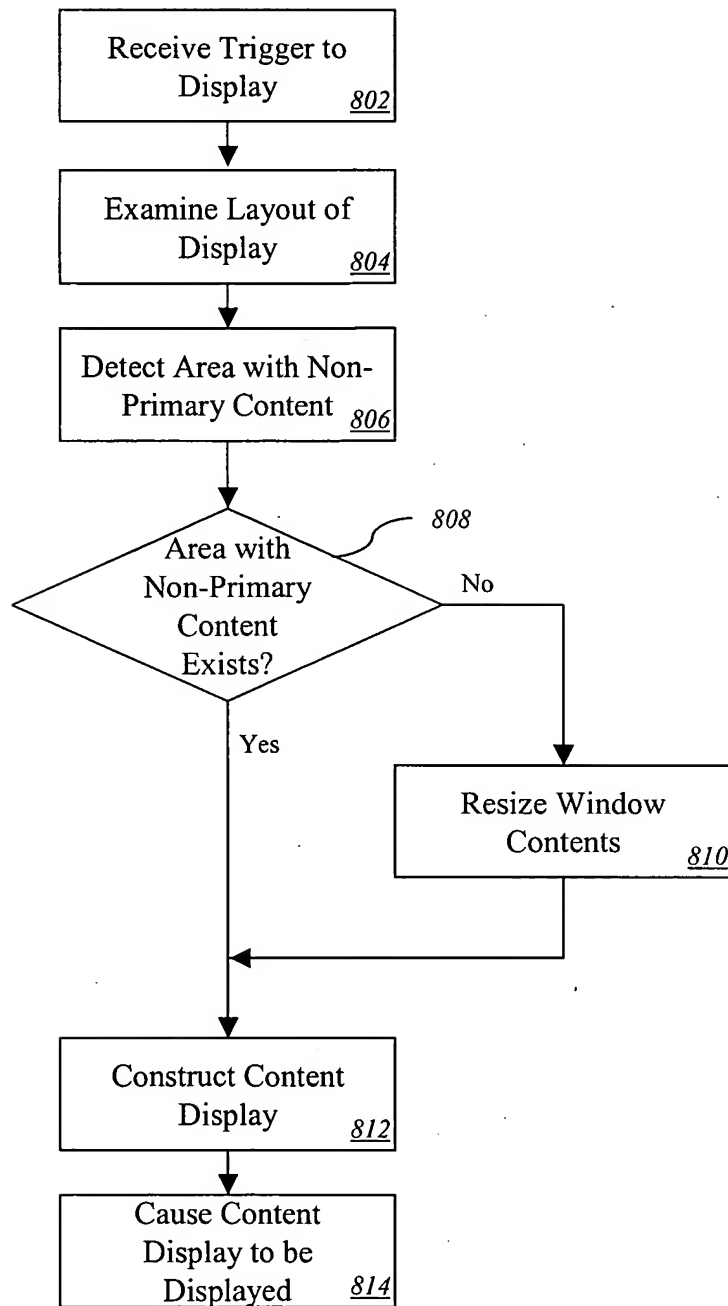 Receive Trigger to
Display
802
Examine Layout of
Display
804
Detect Area with Non-
Primary Content
806
808
Area with
Non-Primary
Content
Exists?
No
Yes
Resize Window
Contents
810
Construct Content
Display
812
Cause Content
Display to be
Displayed
814